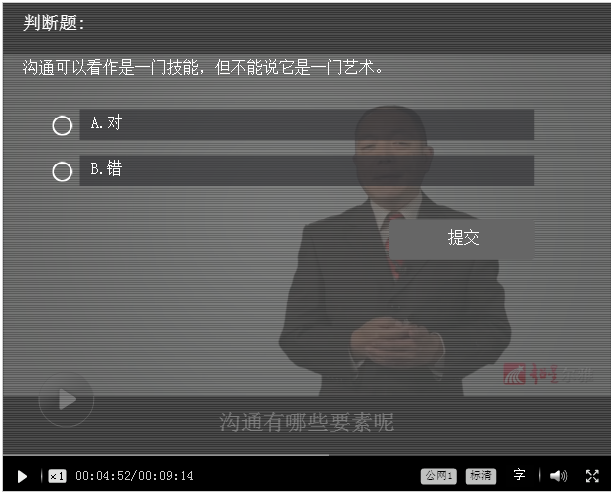 判断题:
沟通可以看作是一门技能，但不能说它是一门艺术。
A.对
B.错
提交
沟通有哪些要素呢
×1
00:04:52/00:09:14
公网1
标清
字